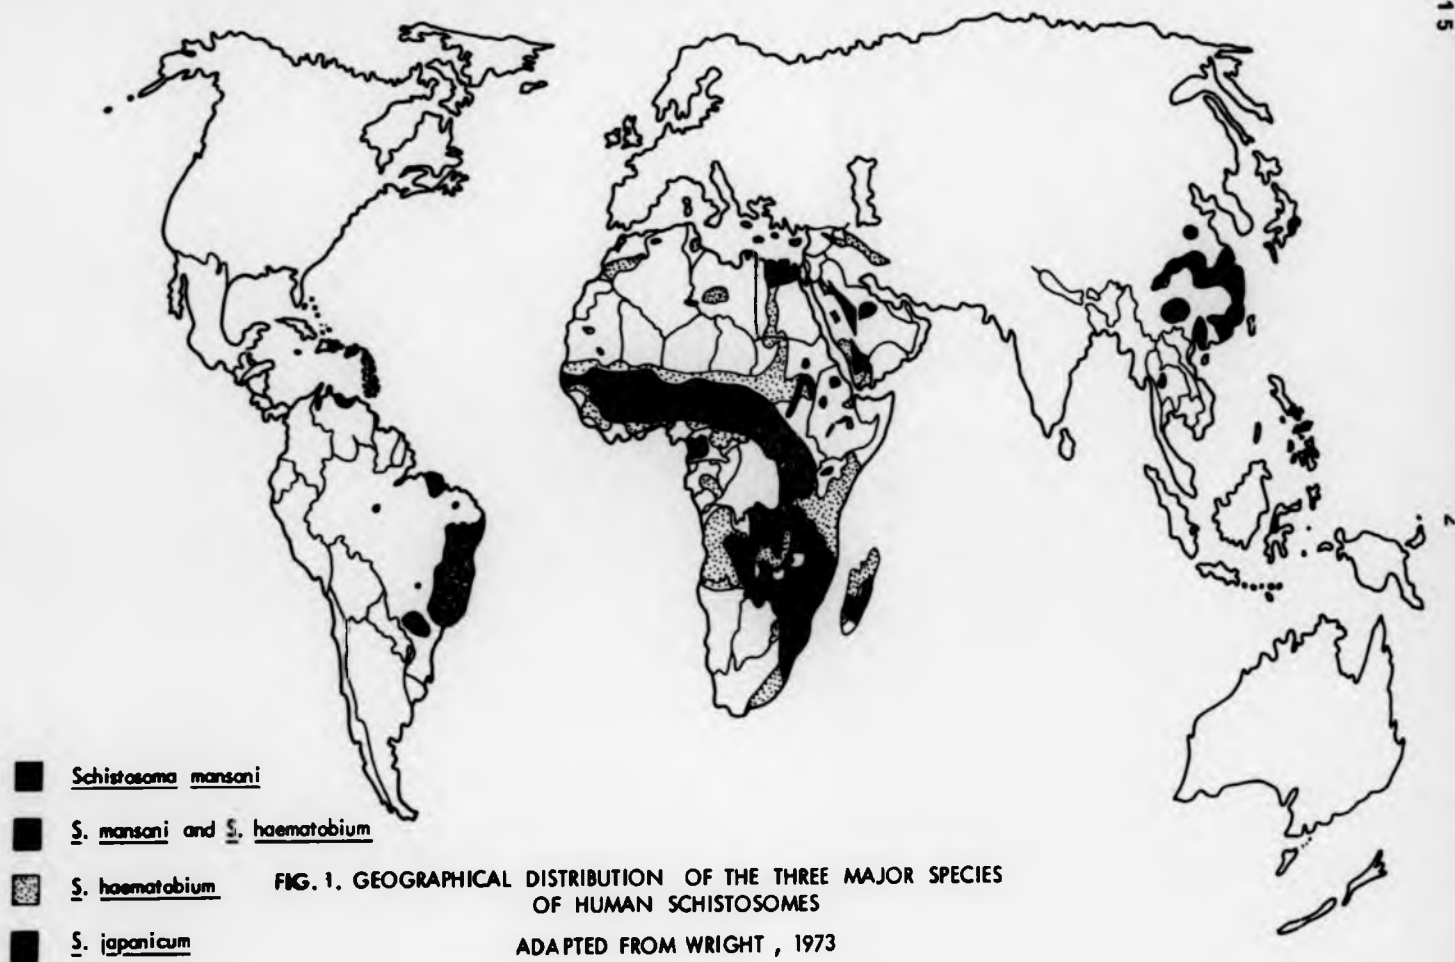 15
2
Schistosoma mansoni
S. mansoni and S. haematobium
S. haematobium
S. japonicum
FIG. 1. GEOGRAPHICAL DISTRIBUTION OF THE THREE MAJOR SPECIES
OF HUMAN SCHISTOSOMES
ADAPTED FROM WRIGHT, 1973